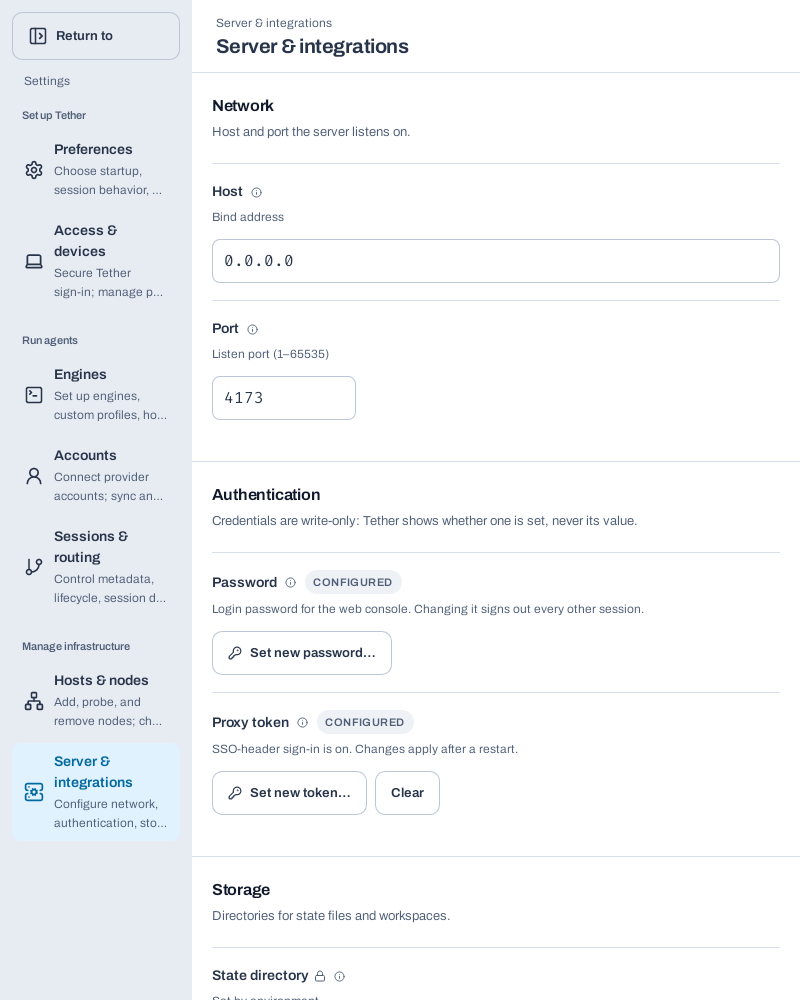 Return to
Settings
Set up Tether
Preferences
Choose startup,
session behavior, ...
Access &
devices
Secure Tether
sign-in; manage p...
Run agents
Engines
Set up engines,
custom profiles, ho...
Accounts
Connect provider
accounts; sync an...
Sessions &
routing
Control metadata,
lifecycle, session d...
Manage infrastructure
Hosts & nodes
Add, probe, and
remove nodes; ch...
Server &
integrations
Configure network,
authentication, sto...
Server & integrations
Server & integrations
Network
Host and port the server listens on.
Host
Bind address
0.0.0.0
Port
Listen port (1–65535)
4173
Authentication
Credentials are write-only: Tether shows whether one is set, never its value.
Password CONFIGURED
Login password for the web console. Changing it signs out every other session.
Set new password...
Proxy token CONFIGURED
SSO-header sign-in is on. Changes apply after a restart.
Set new token... Clear
Storage
Directories for state files and workspaces.
State directory
Set by environment